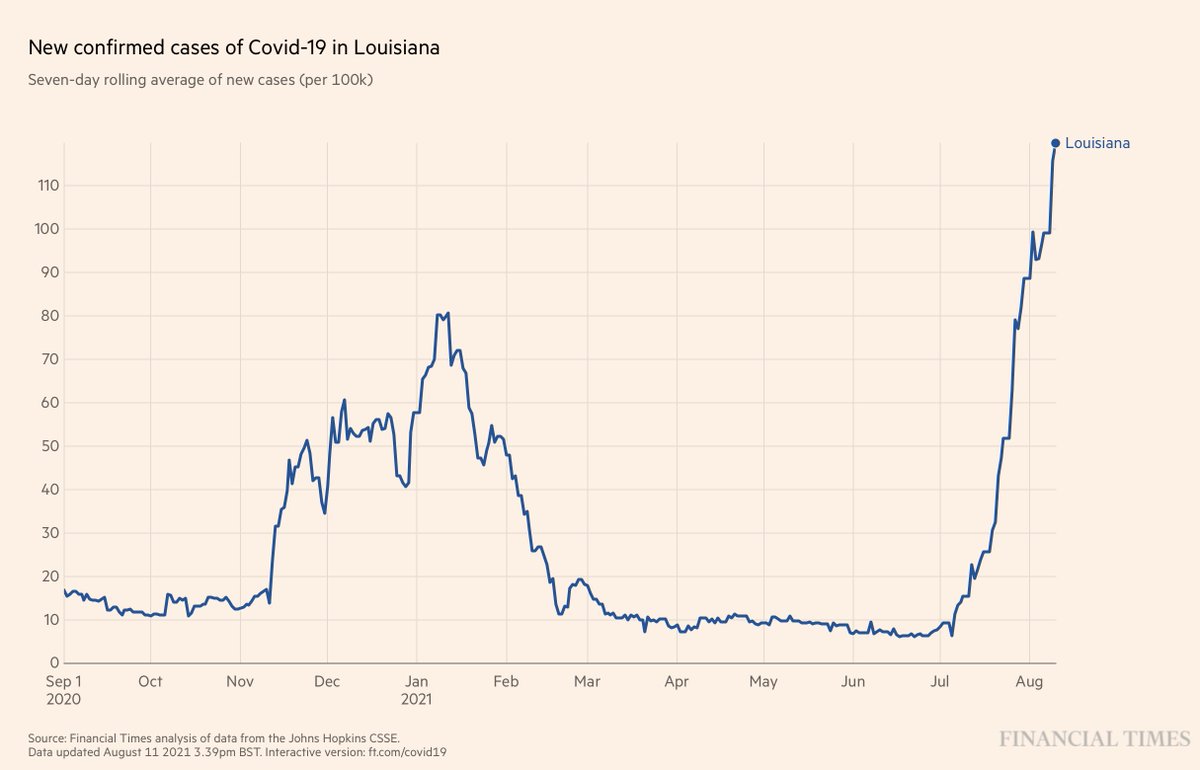 New confirmed cases of Covid-19 in Louisiana
Seven-day rolling average of new cases (per 100k)
Louisiana
110
100
90
80
70
60
50
40
30
20
10
0
Sep 1 Oct Nov Dec Jan Feb Mar Apr May Jun Jul Aug
2020 2021
Source: Financial Times analysis of data from the Johns Hopkins CSSE.
Data updated August 11 2021 3.39pm BST. Interactive version: ft.com/covid19
FINANCIAL TIMES